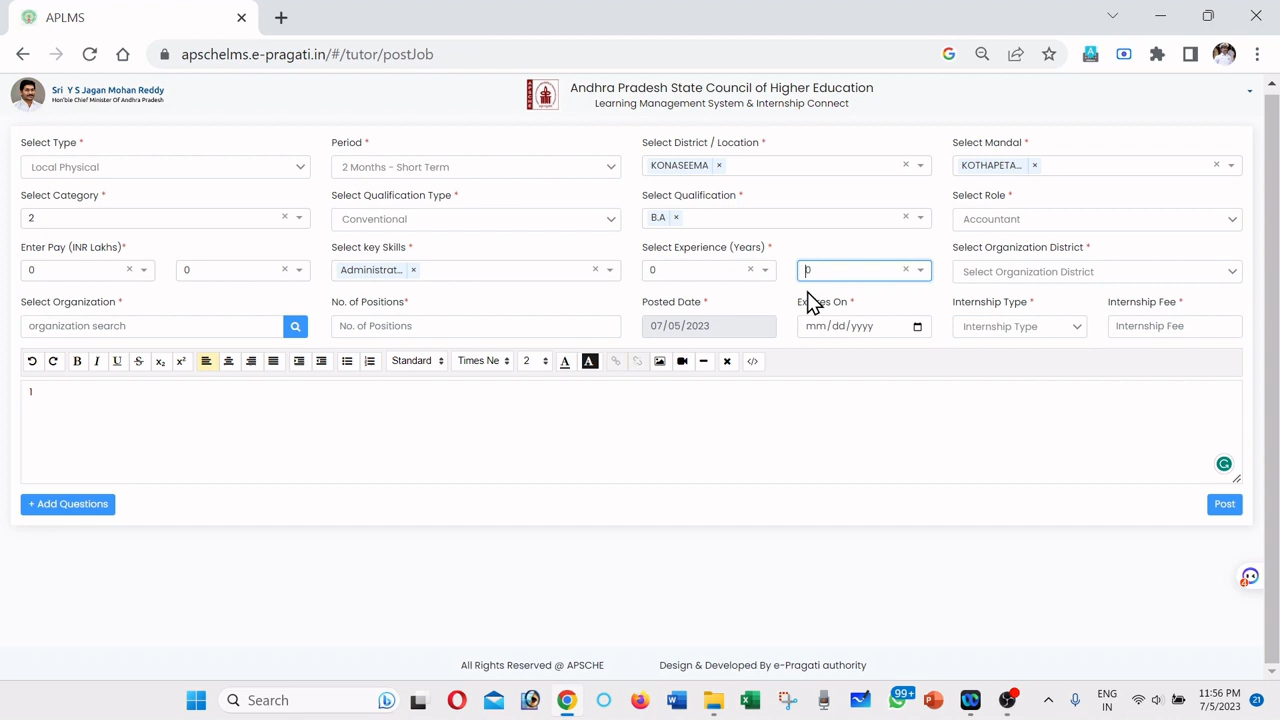 APLMS
apschelms.e-pragati.in/#/tutor/postJob
Sri Y S Jagan Mohan Reddy
Hon'ble Chief Minister Of Andhra Pradesh
Andhra Pradesh State Council of Higher Education
Learning Management System & Internship Connect
Select Type * Period * Select District / Location * Select Mandal *
Local Physical 2 Months - Short Term KONASEEMA × KOTHAPETA... ×
Select Category * Select Qualification Type * Select Qualification * Select Role *
2 Conventional B.A × Accountant
Enter Pay (INR Lakhs)* Select key Skills * Select Experience (Years) * Select Organization District *
0 0 Administrat... × 0 0 Select Organization District
Select Organization * No. of Positions* Posted Date * Expires On * Internship Type * Internship Fee *
organization search No. of Positions 07/05/2023 mm/dd/yyyy Internship Type Internship Fee
Standard Times Ne 2
1
+ Add Questions Post
All Rights Reserved @ APSCHE Design & Developed By e-Pragati authority
Search 99+ ENG IN 11:56 PM 7/5/2023 21